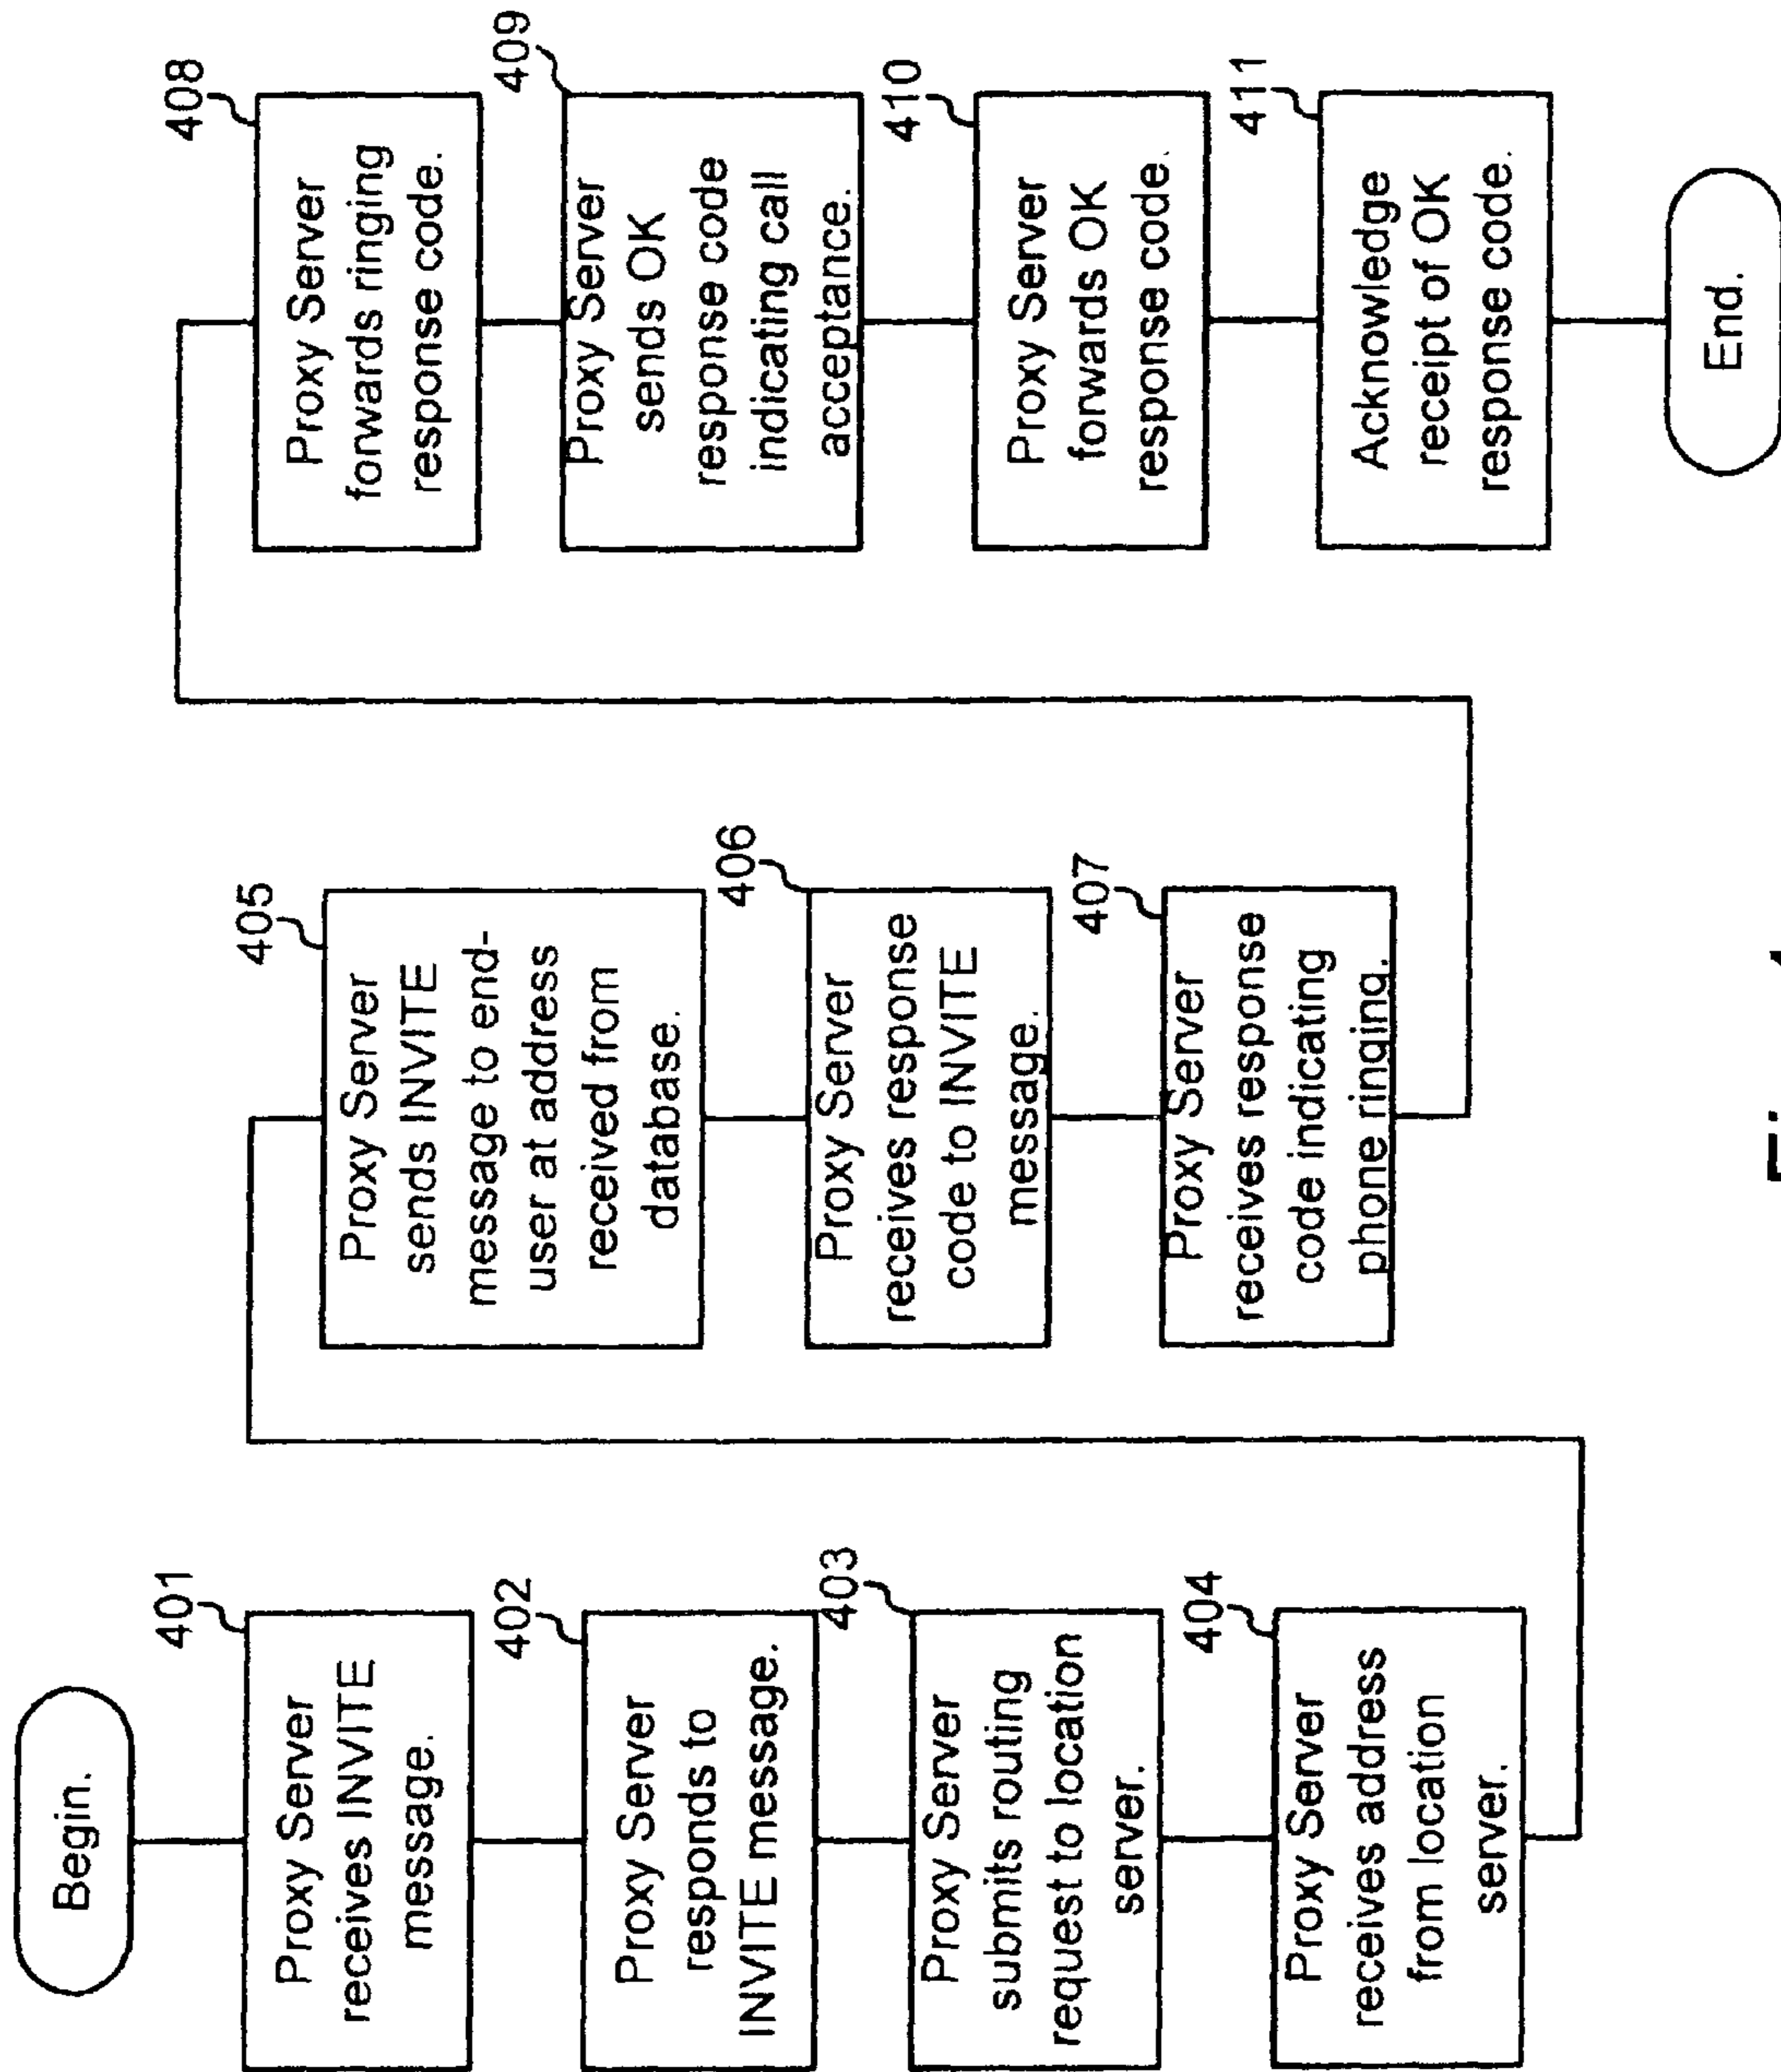 Begin.
401
Proxy Server
receives INVITE
message.
402
Proxy Server
responds to
INVITE message.
403
Proxy Server
submits routing
request to location
server.
404
Proxy Server
receives address
from location
server.
405
Proxy Server
sends INVITE
message to end-
user at address
received from
database.
406
Proxy Server
receives response
code to INVITE
message.
407
Proxy Server
receives response
code indicating
phone ringing.
408
Proxy Server
forwards ringing
response code.
409
Proxy Server
sends OK
response code
indicating call
acceptance.
410
Proxy Server
forwards OK
response code.
411
Acknowledge
receipt of OK
response code.
End.